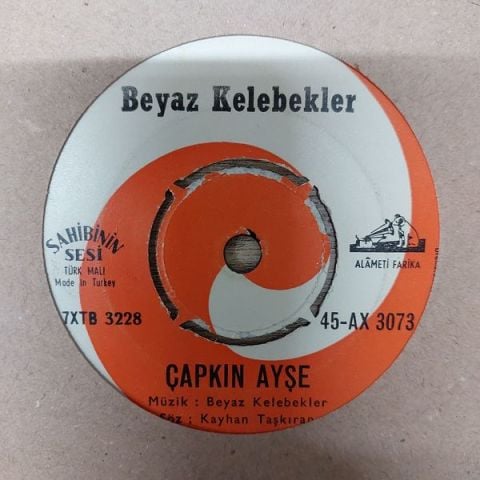 Beyaz Kelebekler
SAHİBİNİN
SESİ
TÜRK MALI
Made in Turkey
ALÂMETİ FARİKA
7XTB 3228
45-AX 3073
ÇAPKIN AYŞE
Müzik : Beyaz Kelebekler
Söz : Kayhan Taşkıran